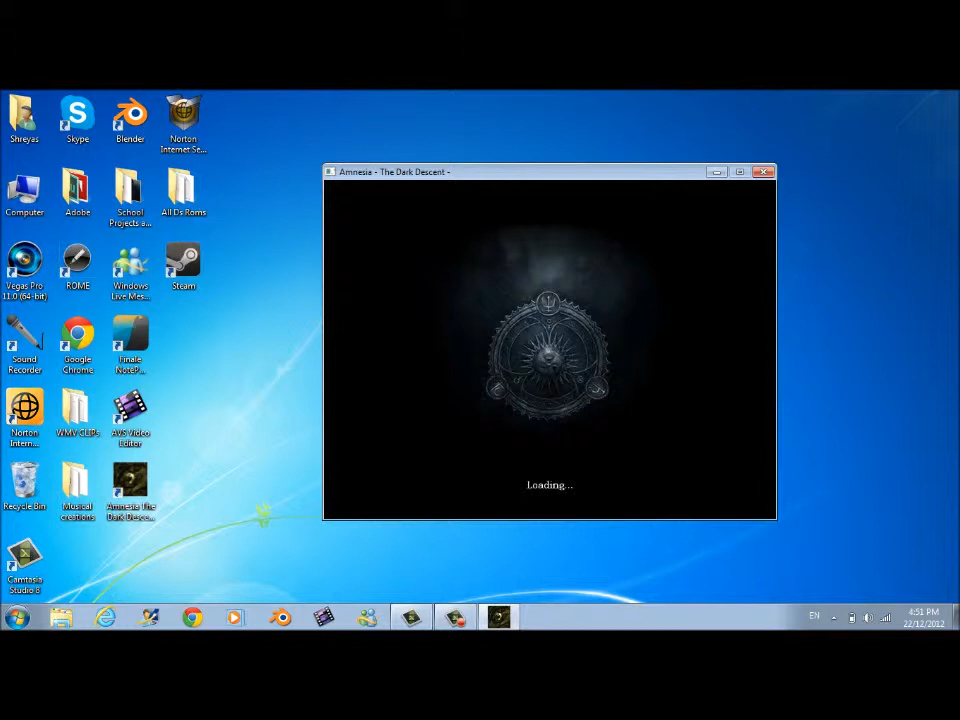 Shreyas
Skype
Blender
Norton
Internet Se...
Amnesia - The Dark Descent -
Computer
Adobe
School
Projects a...
All Ds Roms
Vegas Pro
11.0 (64-bit)
ROME
Windows
Live Mes...
Steam
Sound
Recorder
Google
Chrome
Finale
NoteP...
Norton
Intern...
WMV CLIPs
AVS Video
Editor
Recycle Bin
Musical
creations
Amnesia The
Dark Desce...
Loading...
Camtasia
Studio 8
EN
4:51 PM
22/12/2012